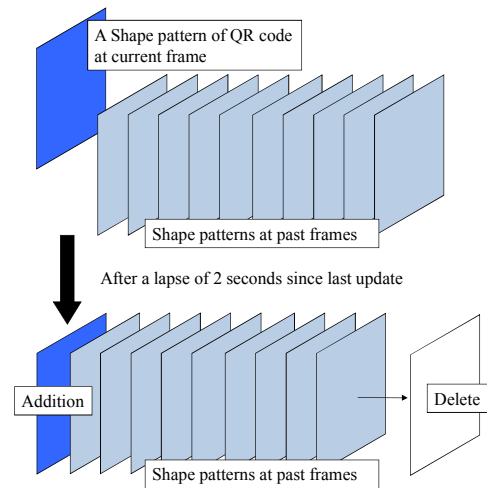 A Shape pattern of QR code
at current frame
Shape patterns at past frames
After a lapse of 2 seconds since last update
Addition
Delete
Shape patterns at past frames